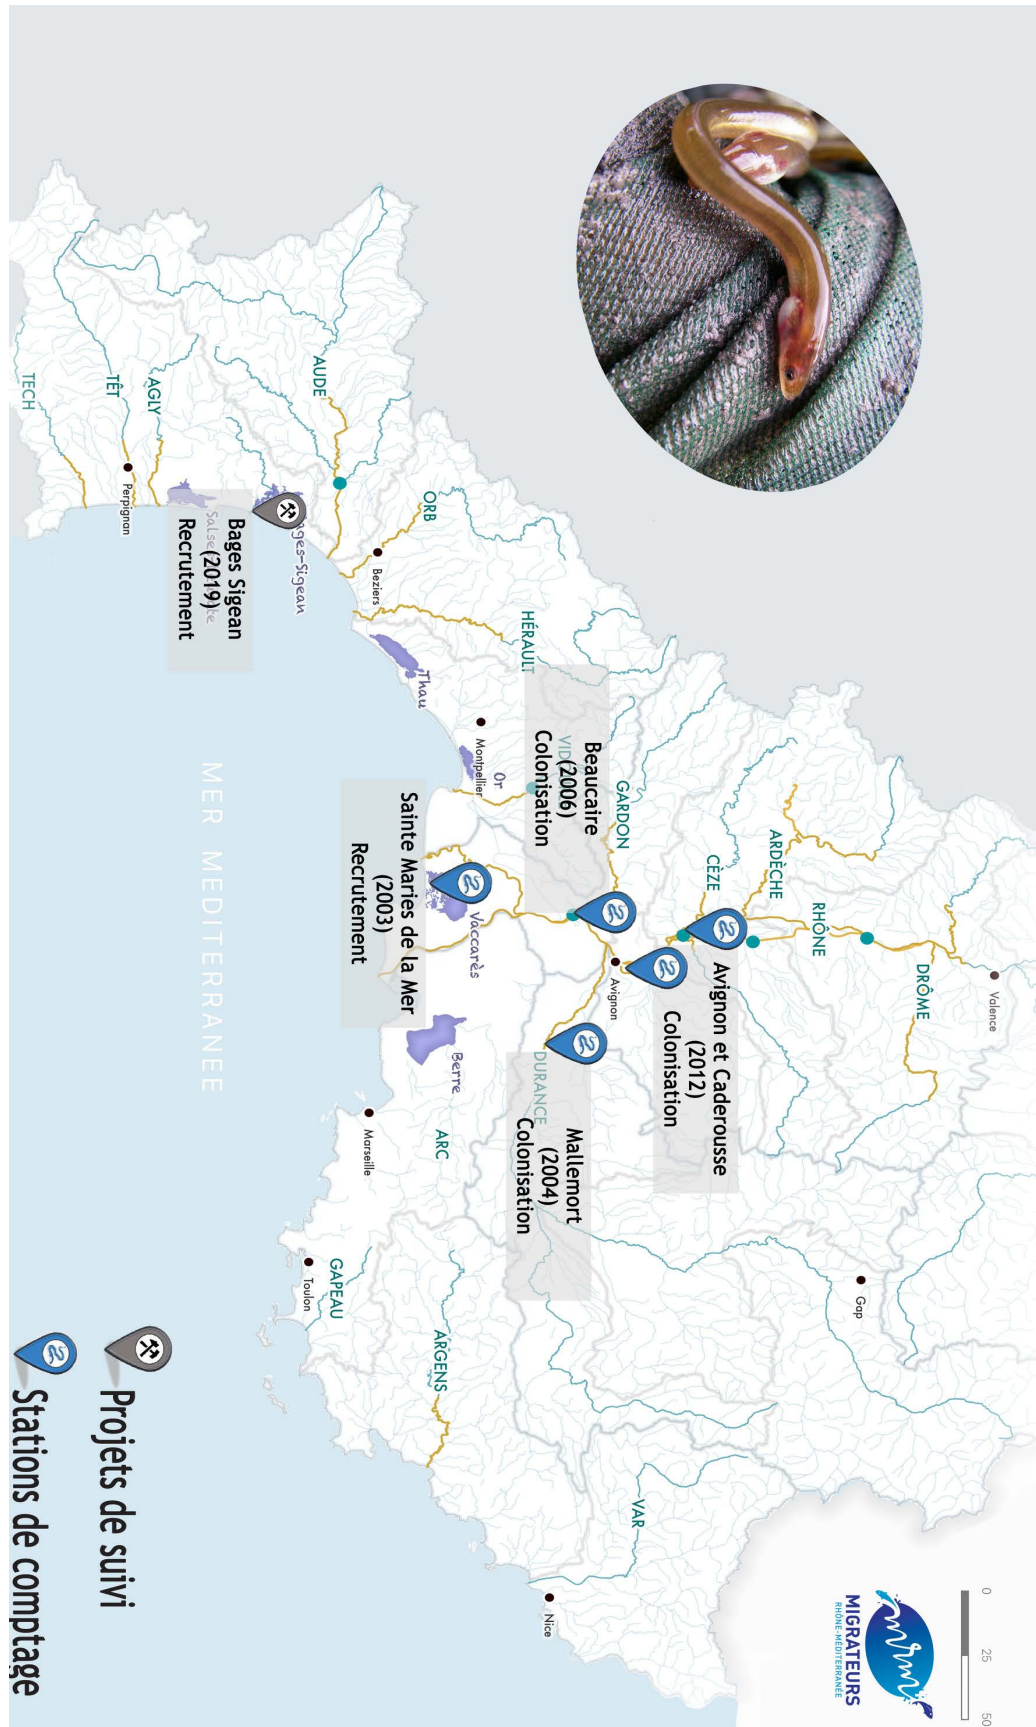 0 25 50
Valence
DRÔME
MIGRATEURS
RHÔNE-MÉDITERRANÉE
Gap
RHÔNE
ARDÈCHE
CÈZE
Avignon et Caderousse
(2012)
Colonisation
GARDON
Avignon
VAR
Beaucaire
(2006)
Colonisation
VID
Mallemort
(2004)
Colonisation
DURANCE
HÉRAULT
Nice
Or
Montpellier
Vaccarès
Berre
ARC
ARGENS
ORB
Thau
Sainte Maries de la Mer
(2003)
Recrutement
Beziers
Marseille
GAPEAU
Toulon
AUDE
ages-Sigean
Bages Sigean
(2019)
Recrutement
MER MEDITERRANEE
AGLY
TÊT
Perpignan
TECH
Projets de suivi
Stations de comptage